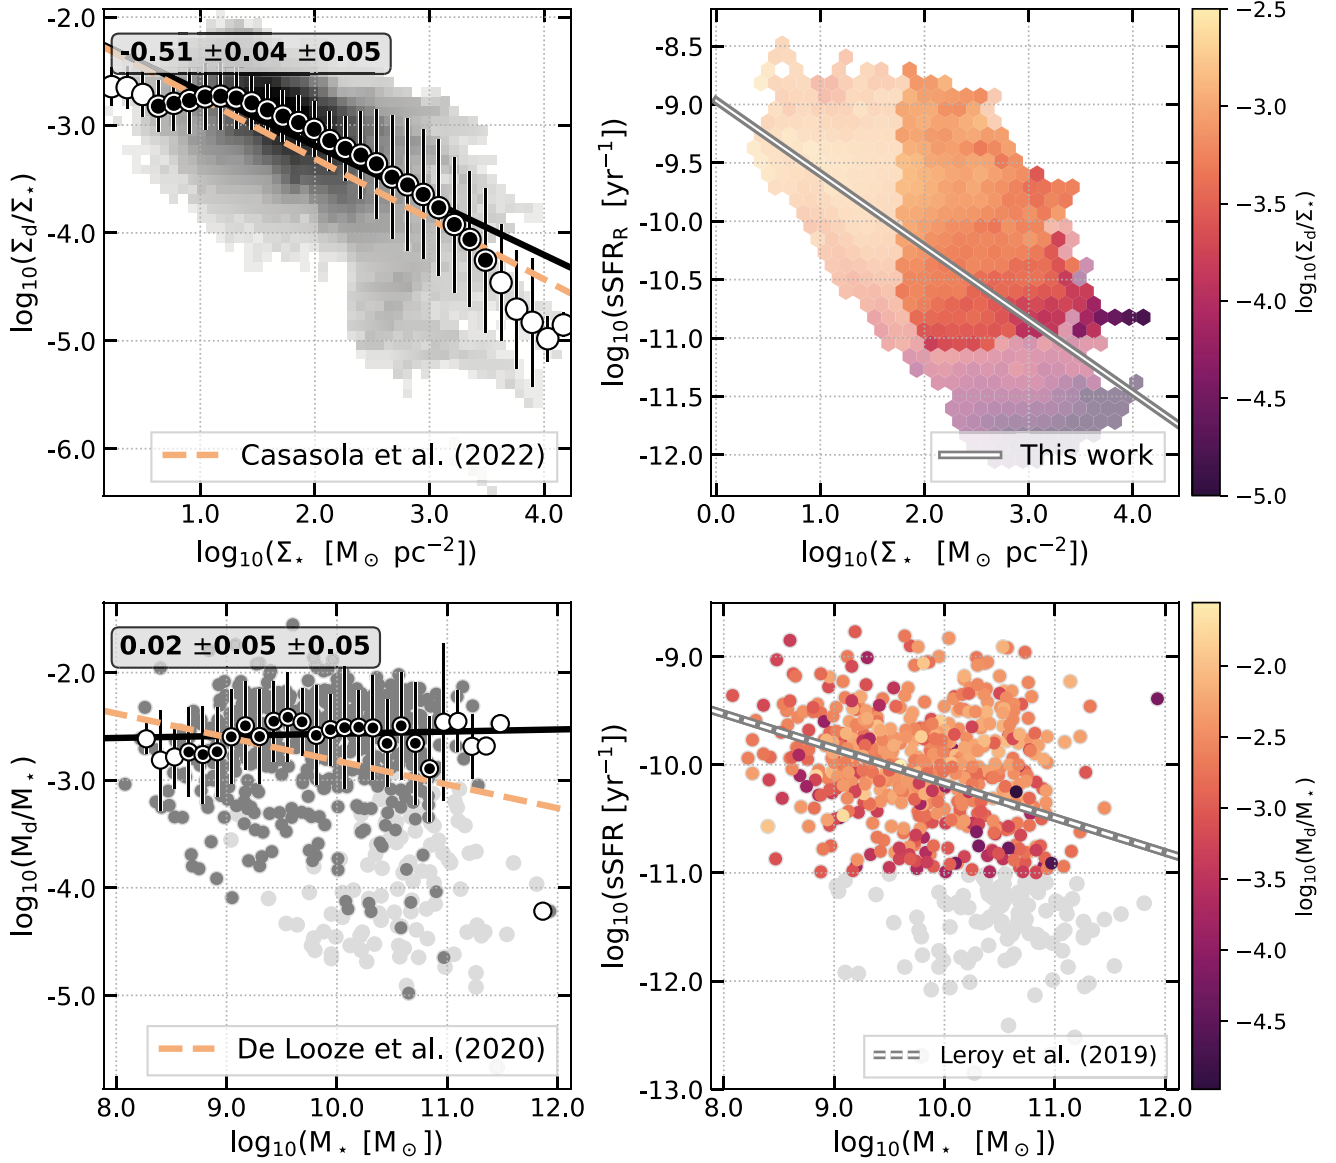 -2.0
-3.0
-4.0
-5.0
-6.0
log₁₀(Σ_d/Σ⋆)
-0.51 ±0.04 ±0.05
Casasola et al. (2022)
1.0 2.0 3.0 4.0
log₁₀(Σ⋆ [M⊙ pc⁻²])
-8.5
-9.0
-9.5
-10.0
-10.5
-11.0
-11.5
-12.0
log₁₀(sSFR_R [yr⁻¹])
This work
0.0 1.0 2.0 3.0 4.0
log₁₀(Σ⋆ [M⊙ pc⁻²])
−2.5
−3.0
−3.5
−4.0
−4.5
−5.0
log₁₀(Σ_d/Σ⋆)
-2.0
-3.0
-4.0
-5.0
log₁₀(M_d/M⋆)
0.02 ±0.05 ±0.05
De Looze et al. (2020)
8.0 9.0 10.0 11.0 12.0
log₁₀(M⋆ [M⊙])
-9.0
-10.0
-11.0
-12.0
-13.0
log₁₀(sSFR [yr⁻¹])
Leroy et al. (2019)
8.0 9.0 10.0 11.0 12.0
log₁₀(M⋆ [M⊙])
−2.0
−2.5
−3.0
−3.5
−4.0
−4.5
log₁₀(M_d/M⋆)